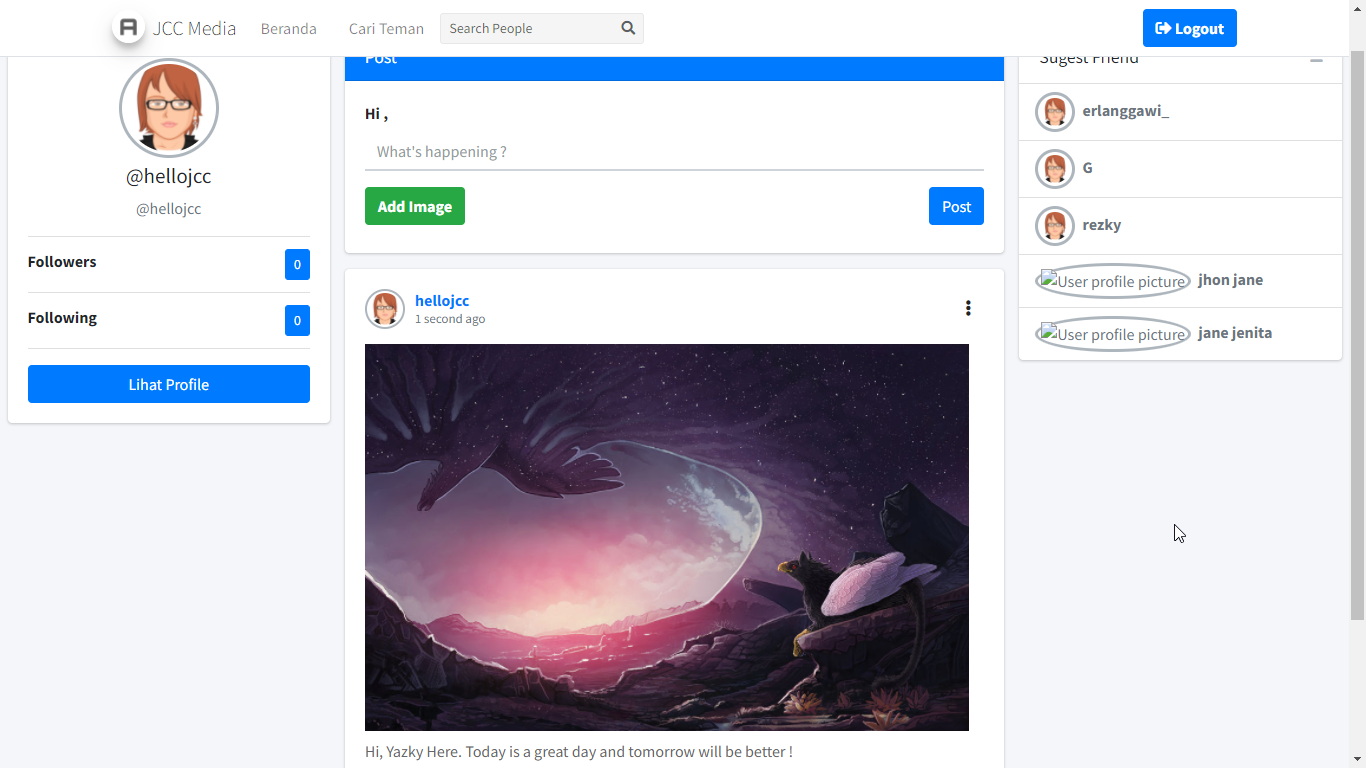 JCC Media
Beranda
Cari Teman
Search People
Logout
@hellojcc
@hellojcc
Followers
0
Following
0
Lihat Profile
Post
Hi ,
What's happening ?
Add Image
Post
hellojcc
1 second ago
Hi, Yazky Here. Today is a great day and tomorrow will be better !
Sugest Friend
erlanggawi_
G
rezky
User profile picture jhon jane
User profile picture jane jenita